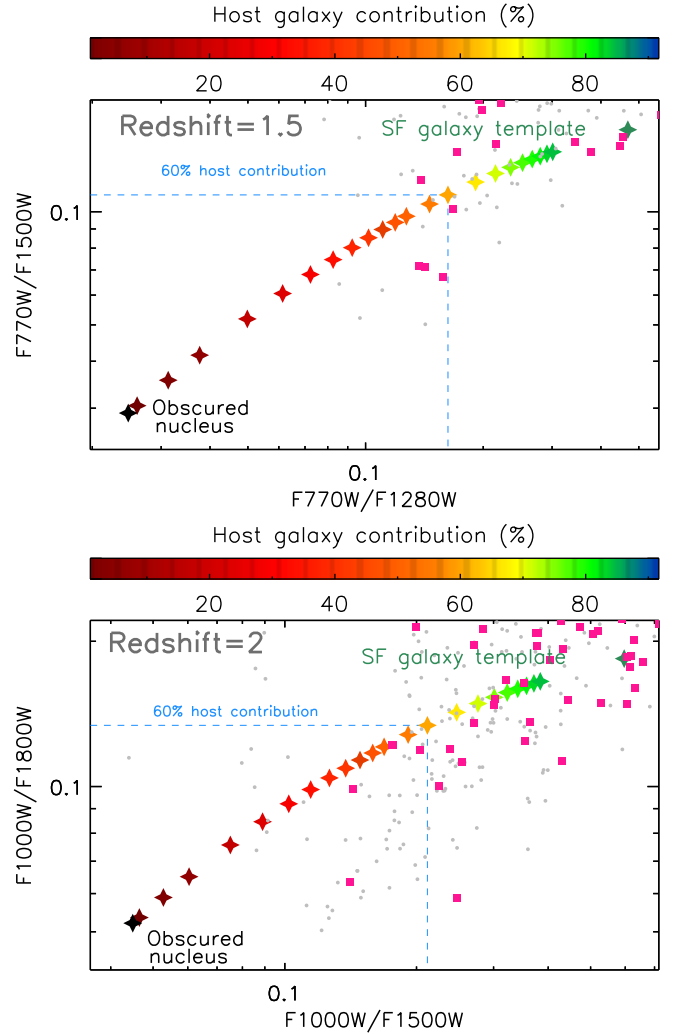 Host galaxy contribution (%)
20 40 60 80
Redshift=1.5
SF galaxy template
60% host contribution
0.1
F770W/F1500W
Obscured
nucleus
0.1
F770W/F1280W
Host galaxy contribution (%)
20 40 60 80
Redshift=2
SF galaxy template
60% host contribution
0.1
F1000W/F1800W
Obscured
nucleus
0.1
F1000W/F1500W